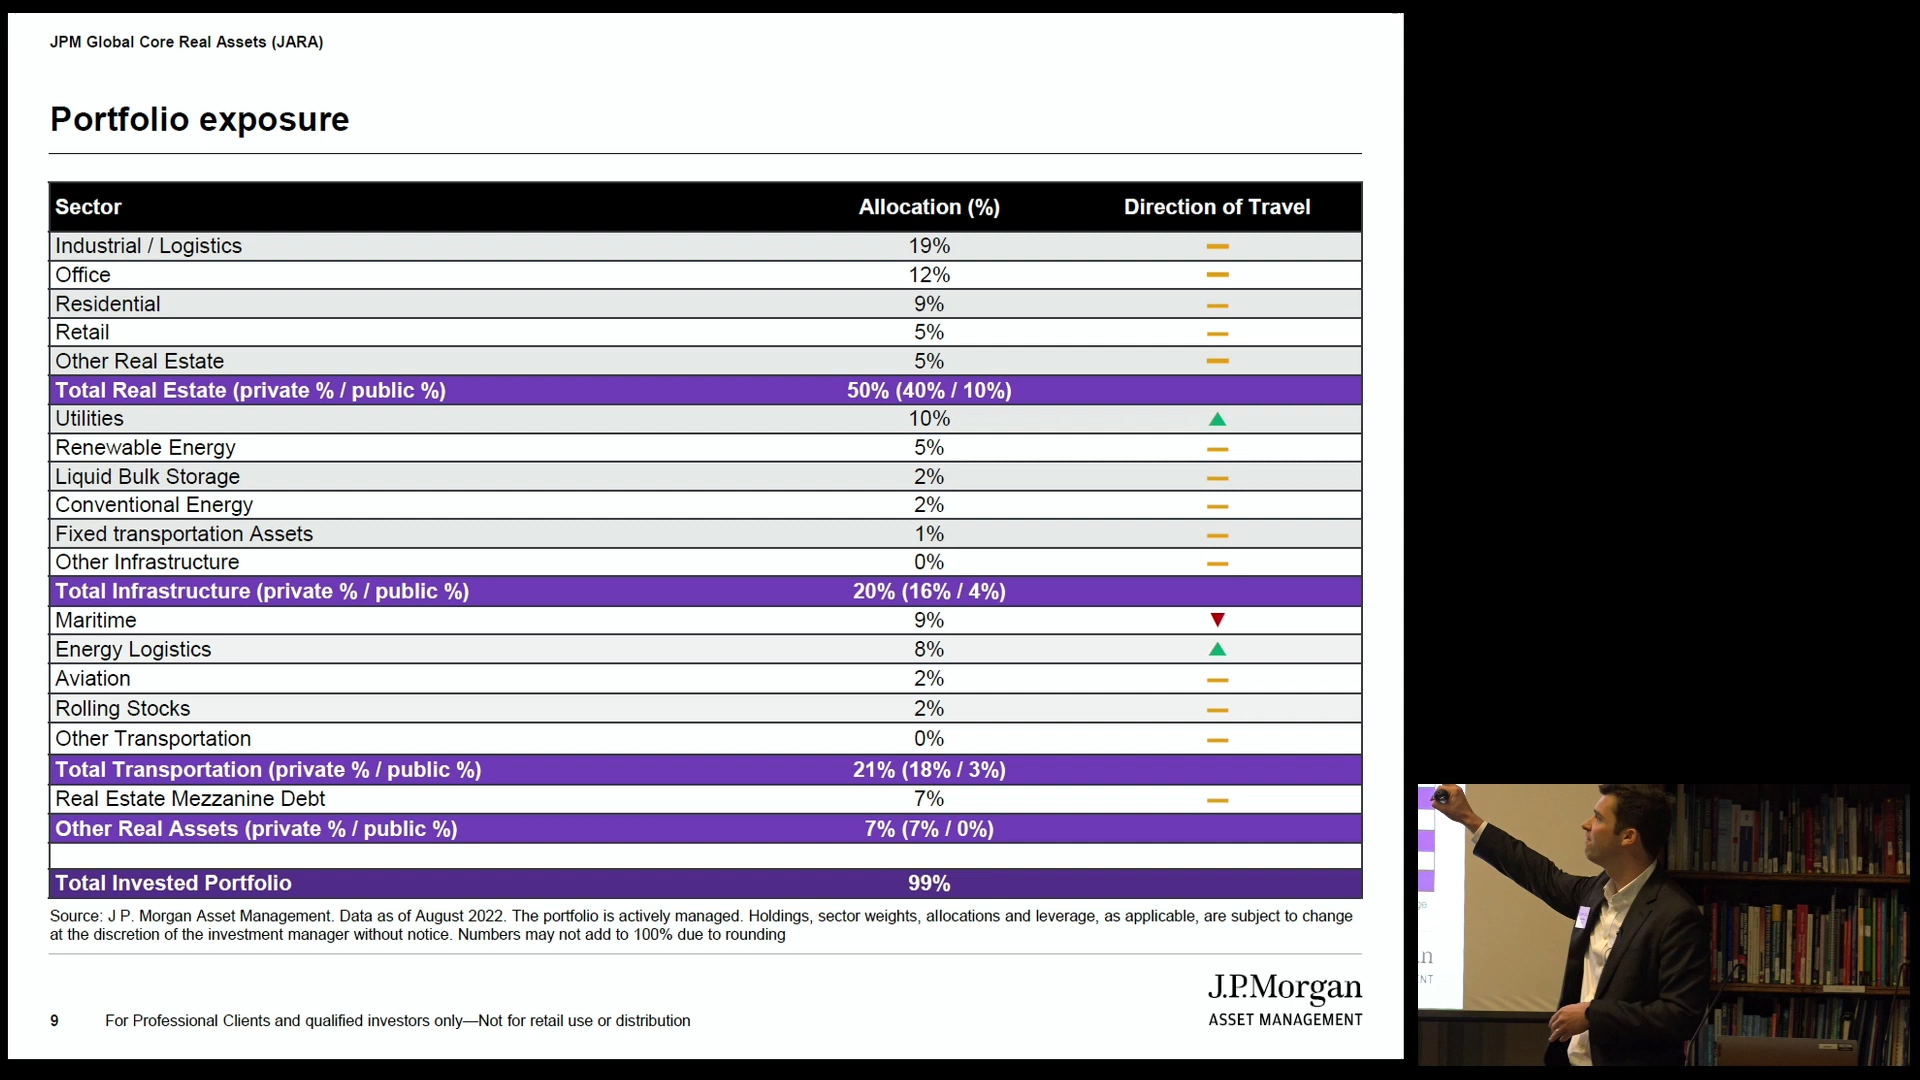 JPM Global Core Real Assets (JARA)
Portfolio exposure
Sector Allocation (%) Direction of Travel
Industrial / Logistics 19%
Office 12%
Residential 9%
Retail 5%
Other Real Estate 5%
Total Real Estate (private % / public %) 50% (40% / 10%)
Utilities 10%
Renewable Energy 5%
Liquid Bulk Storage 2%
Conventional Energy 2%
Fixed transportation Assets 1%
Other Infrastructure 0%
Total Infrastructure (private % / public %) 20% (16% / 4%)
Maritime 9%
Energy Logistics 8%
Aviation 2%
Rolling Stocks 2%
Other Transportation 0%
Total Transportation (private % / public %) 21% (18% / 3%)
Real Estate Mezzanine Debt 7%
Other Real Assets (private % / public %) 7% (7% / 0%)
Total Invested Portfolio 99%
Source: J P. Morgan Asset Management. Data as of August 2022. The portfolio is actively managed. Holdings, sector weights, allocations and leverage, as applicable, are subject to change
at the discretion of the investment manager without notice. Numbers may not add to 100% due to rounding
J.P.Morgan
ASSET MANAGEMENT
9 For Professional Clients and qualified investors only—Not for retail use or distribution